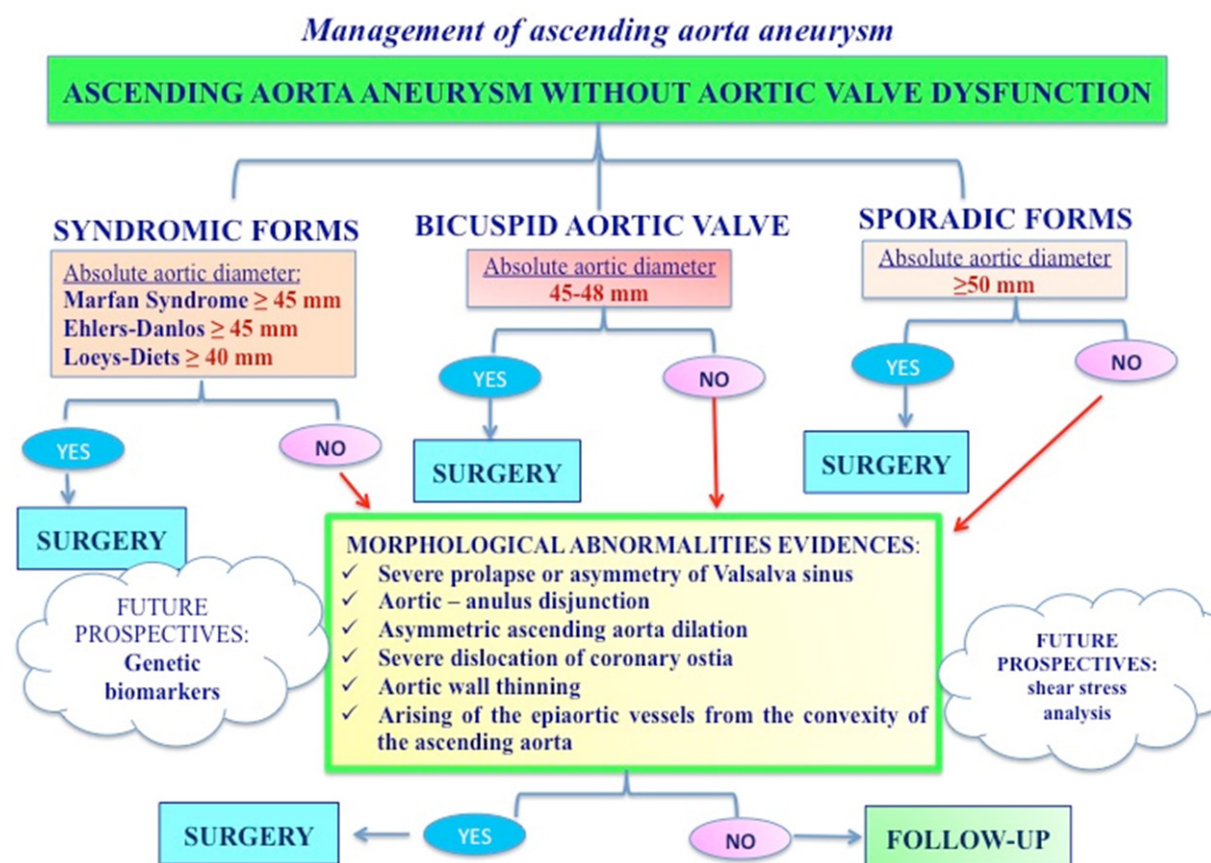 Management of ascending aorta aneurysm
ASCENDING AORTA ANEURYSM WITHOUT AORTIC VALVE DYSFUNCTION
SYNDROMIC FORMS
Absolute aortic diameter:
Marfan Syndrome ≥ 45 mm
Ehlers-Danlos ≥ 45 mm
Loeys-Diets ≥ 40 mm
YES
NO
SURGERY
BICUSPID AORTIC VALVE
Absolute aortic diameter
45-48 mm
YES
NO
SURGERY
SPORADIC FORMS
Absolute aortic diameter
≥50 mm
YES
NO
SURGERY
FUTURE
PROSPECTIVES:
Genetic
biomarkers
MORPHOLOGICAL ABNORMALITIES EVIDENCES:
✓ Severe prolapse or asymmetry of Valsalva sinus
✓ Aortic – anulus disjunction
✓ Asymmetric ascending aorta dilation
✓ Severe dislocation of coronary ostia
✓ Aortic wall thinning
✓ Arising of the epiaortic vessels from the convexity of
the ascending aorta
FUTURE
PROSPECTIVES:
shear stress
analysis
SURGERY
YES
NO
FOLLOW-UP